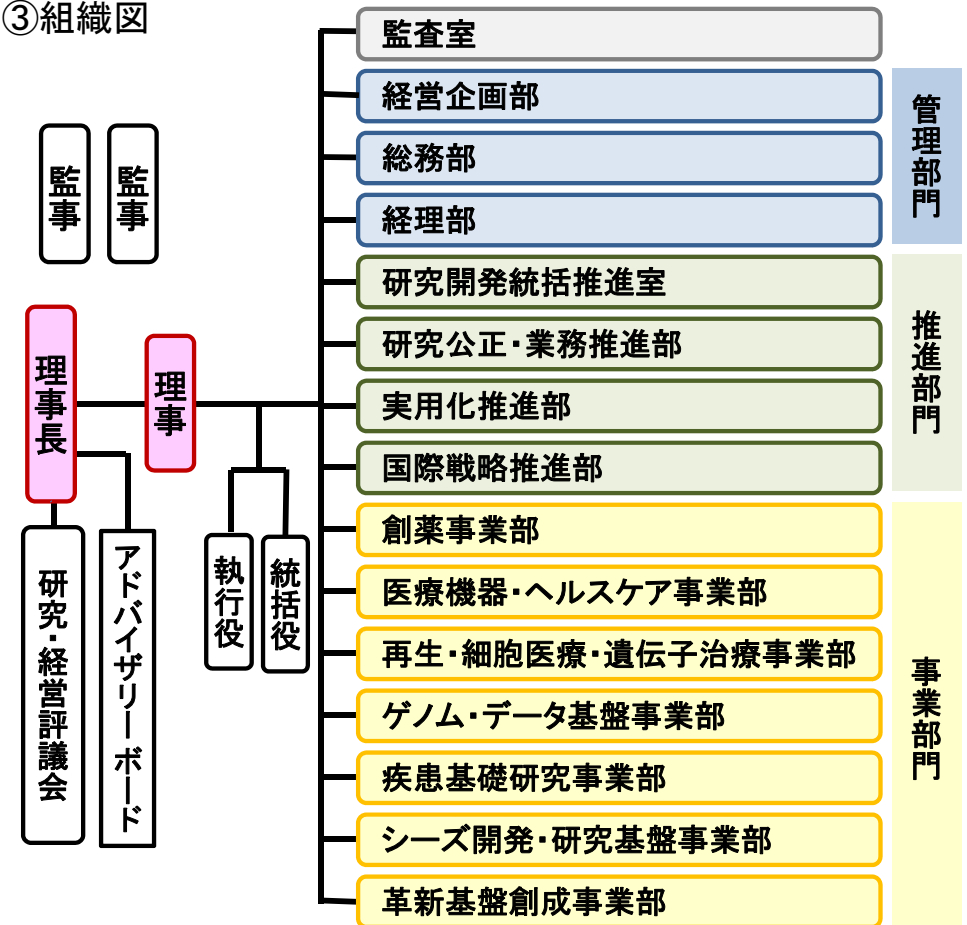 ③組織図
監事
監事
理事長
理事
研究・経営評議会
アドバイザリーボード
執行役
統括役
監査室
経営企画部
総務部
経理部
管理部門
研究開発統括推進室
研究公正・業務推進部
実用化推進部
国際戦略推進部
推進部門
創薬事業部
医療機器・ヘルスケア事業部
再生・細胞医療・遺伝子治療事業部
ゲノム・データ基盤事業部
疾患基礎研究事業部
シーズ開発・研究基盤事業部
革新基盤創成事業部
事業部門